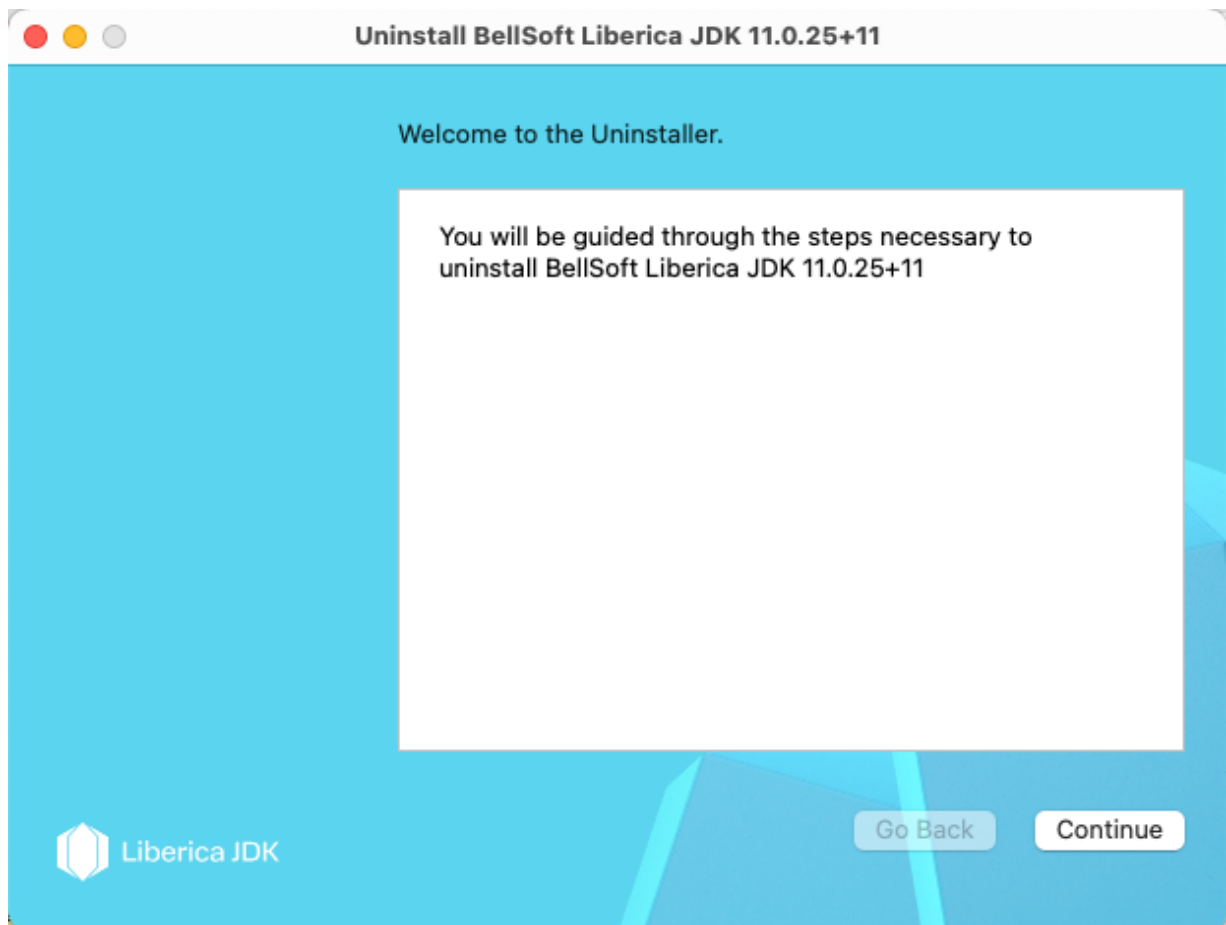 Uninstall BellSoft Liberica JDK 11.0.25+11
Welcome to the Uninstaller.
You will be guided through the steps necessary to
uninstall BellSoft Liberica JDK 11.0.25+11
Go Back
Continue
Liberica JDK